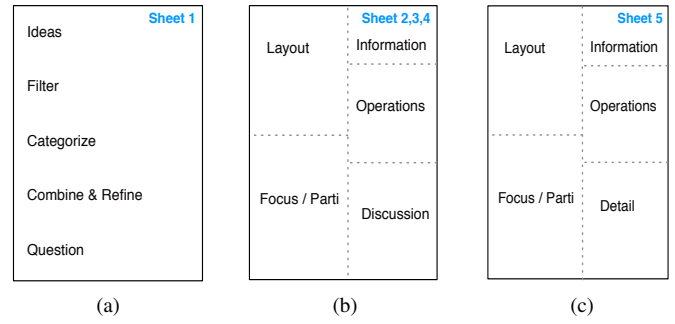 Sheet 1
Ideas
Filter
Categorize
Combine & Refine
Question
(a)
Sheet 2,3,4
Layout
Information
Operations
Focus / Parti
Discussion
(b)
Sheet 5
Layout
Information
Operations
Focus / Parti
Detail
(c)